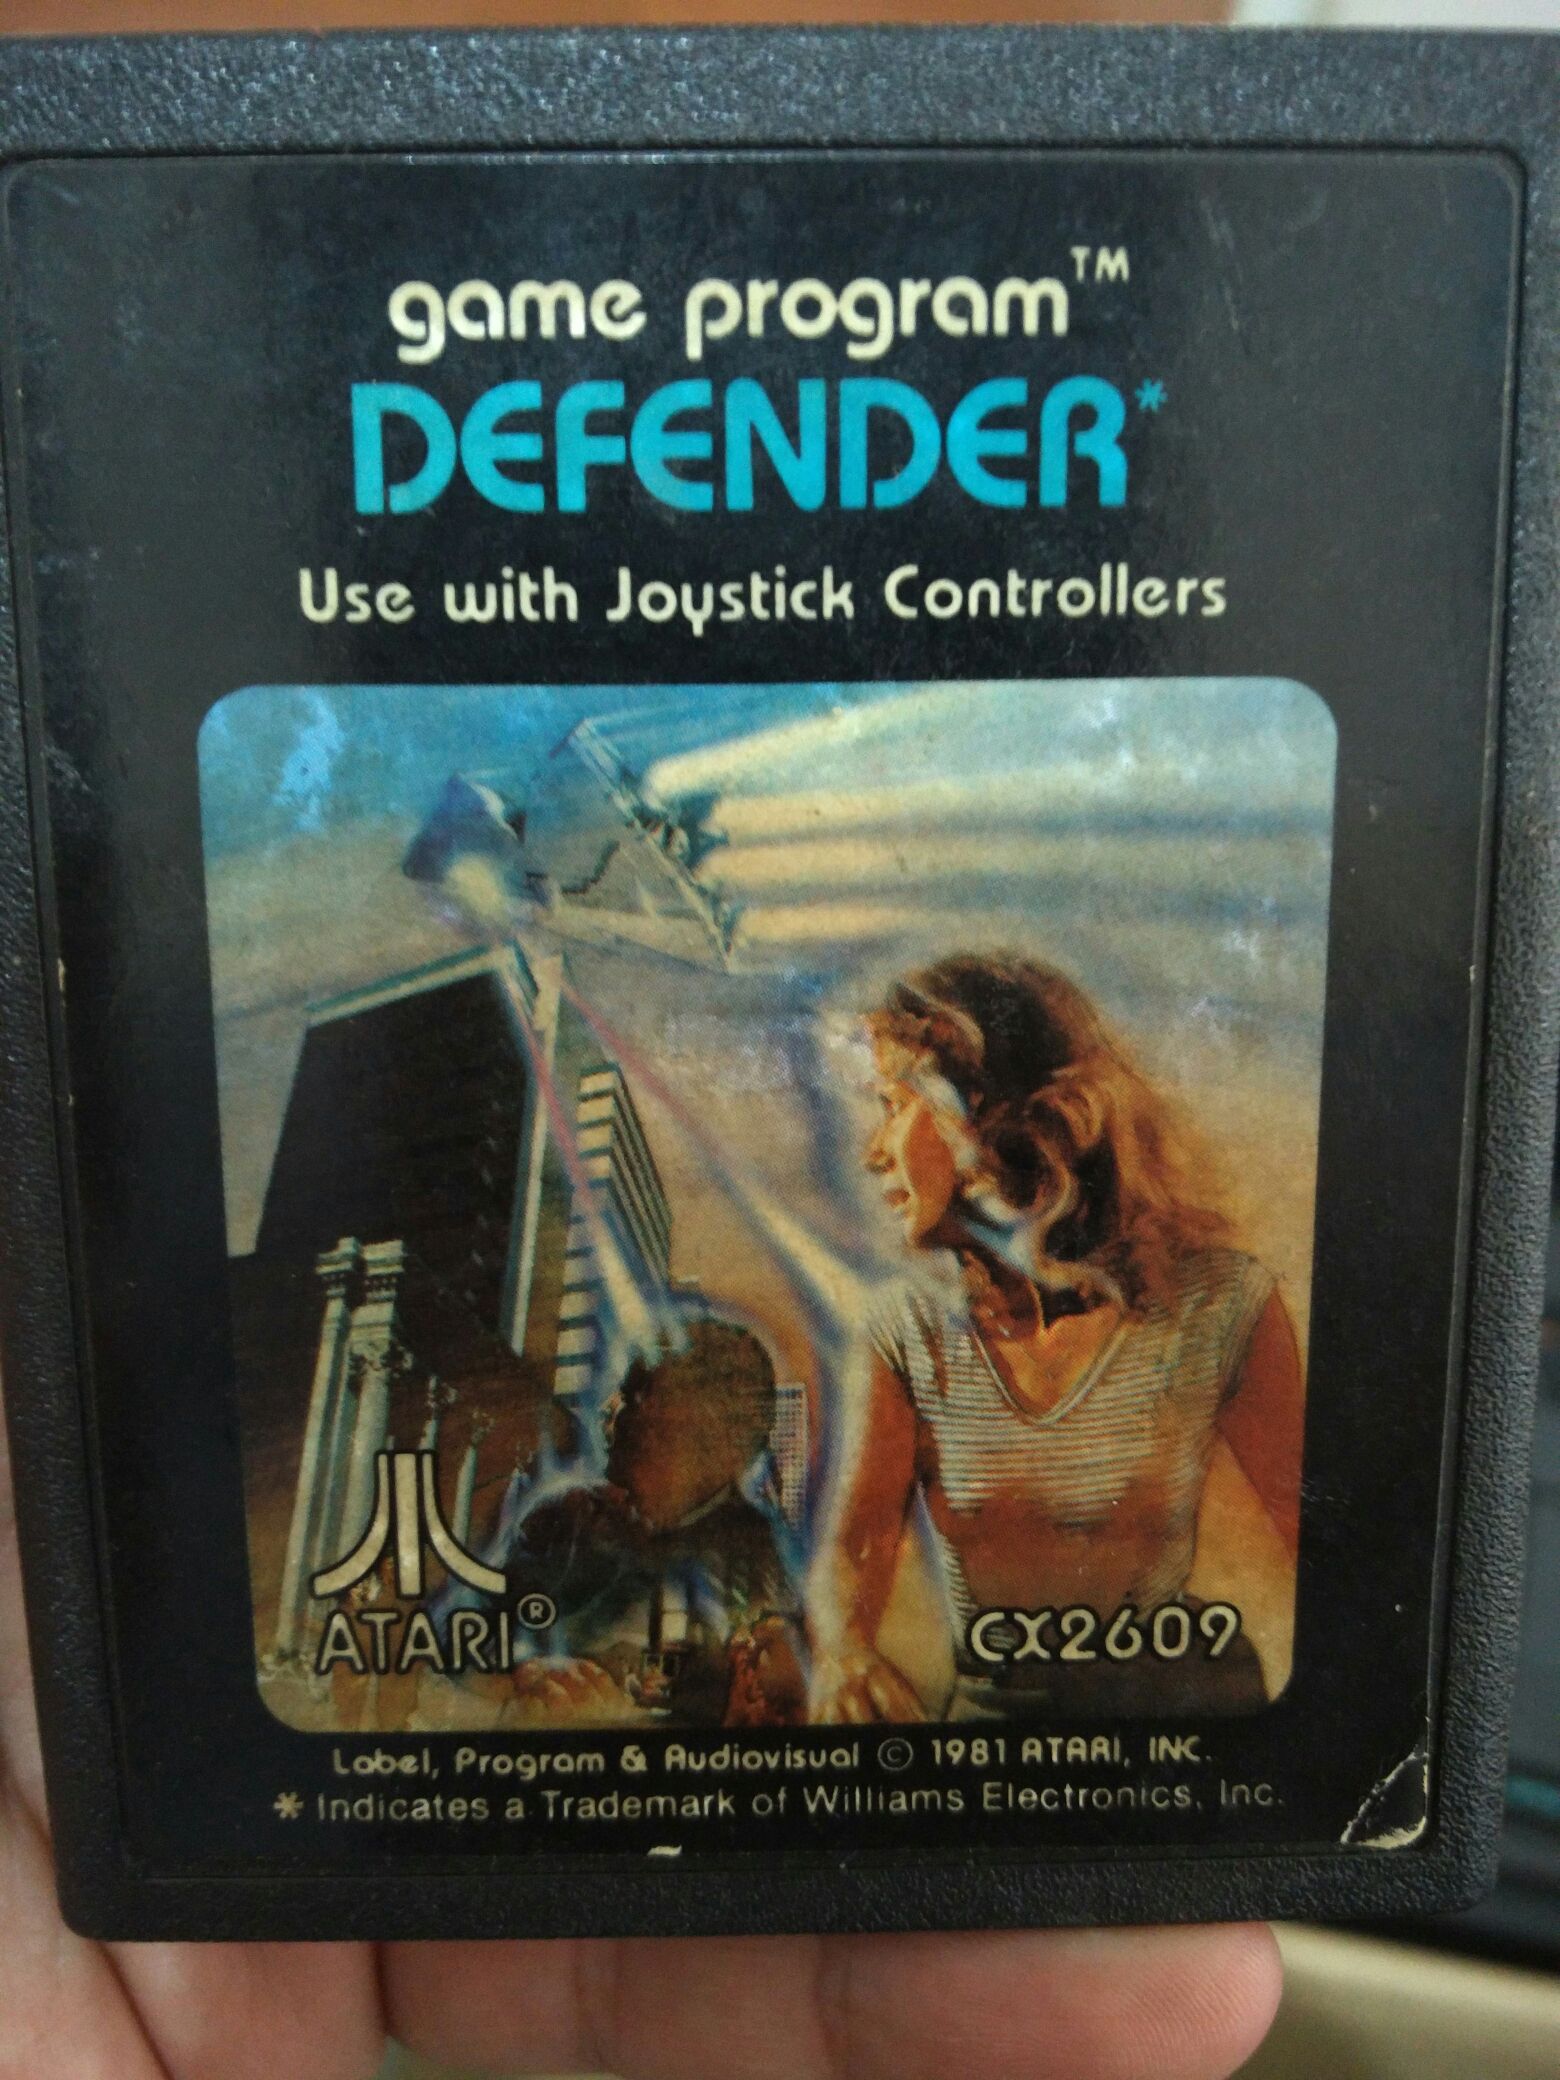 game program™
DEFENDER*
Use with Joystick Controllers
ATARI®
CX2609
Label, Program & Audiovisual © 1981 ATARI, INC.
* Indicates a Trademark of Williams Electronics, Inc.